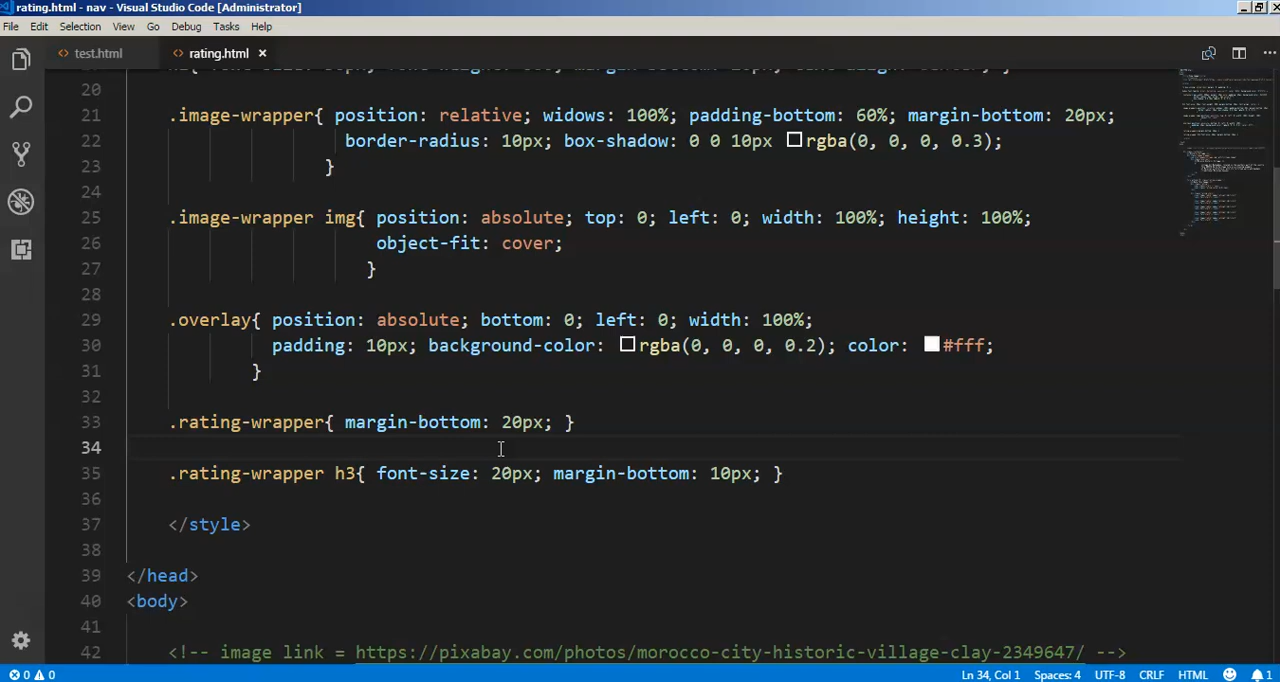 rating.html - nav - Visual Studio Code [Administrator]
File Edit Selection View Go Debug Tasks Help
test.html rating.html
20
21 .image-wrapper{ position: relative; widows: 100%; padding-bottom: 60%; margin-bottom: 20px;
22 border-radius: 10px; box-shadow: 0 0 10px rgba(0, 0, 0, 0.3);
23 }
24
25 .image-wrapper img{ position: absolute; top: 0; left: 0; width: 100%; height: 100%;
26 object-fit: cover;
27 }
28
29 .overlay{ position: absolute; bottom: 0; left: 0; width: 100%;
30 padding: 10px; background-color: rgba(0, 0, 0, 0.2); color: #fff;
31 }
32
33 .rating-wrapper{ margin-bottom: 20px; }
34
35 .rating-wrapper h3{ font-size: 20px; margin-bottom: 10px; }
36
37 </style>
38
39 </head>
40 <body>
41
42 <!-- image link = https://pixabay.com/photos/morocco-city-historic-village-clay-2349647/ -->
0 0 Ln 34, Col 1 Spaces: 4 UTF-8 CRLF HTML 1